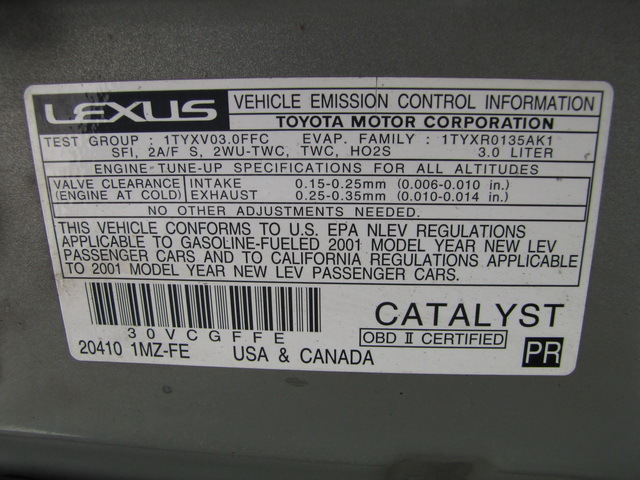 LEXUS VEHICLE EMISSION CONTROL INFORMATION
TOYOTA MOTOR CORPORATION
TEST GROUP : 1TYXV03.0FFC EVAP. FAMILY : 1TYXR0135AK1
SFI, 2A/F S, 2WU-TWC, TWC, HO2S 3.0 LITER
ENGINE TUNE-UP SPECIFICATIONS FOR ALL ALTITUDES
VALVE CLEARANCE INTAKE 0.15-0.25mm (0.006-0.010 in.)
(ENGINE AT COLD) EXHAUST 0.25-0.35mm (0.010-0.014 in.)
NO OTHER ADJUSTMENTS NEEDED.
THIS VEHICLE CONFORMS TO U.S. EPA NLEV REGULATIONS
APPLICABLE TO GASOLINE-FUELED 2001 MODEL YEAR NEW LEV
PASSENGER CARS AND TO CALIFORNIA REGULATIONS APPLICABLE
TO 2001 MODEL YEAR NEW LEV PASSENGER CARS.
30VCGFFE
20410 1MZ-FE USA & CANADA
CATALYST
OBD II CERTIFIED
PR